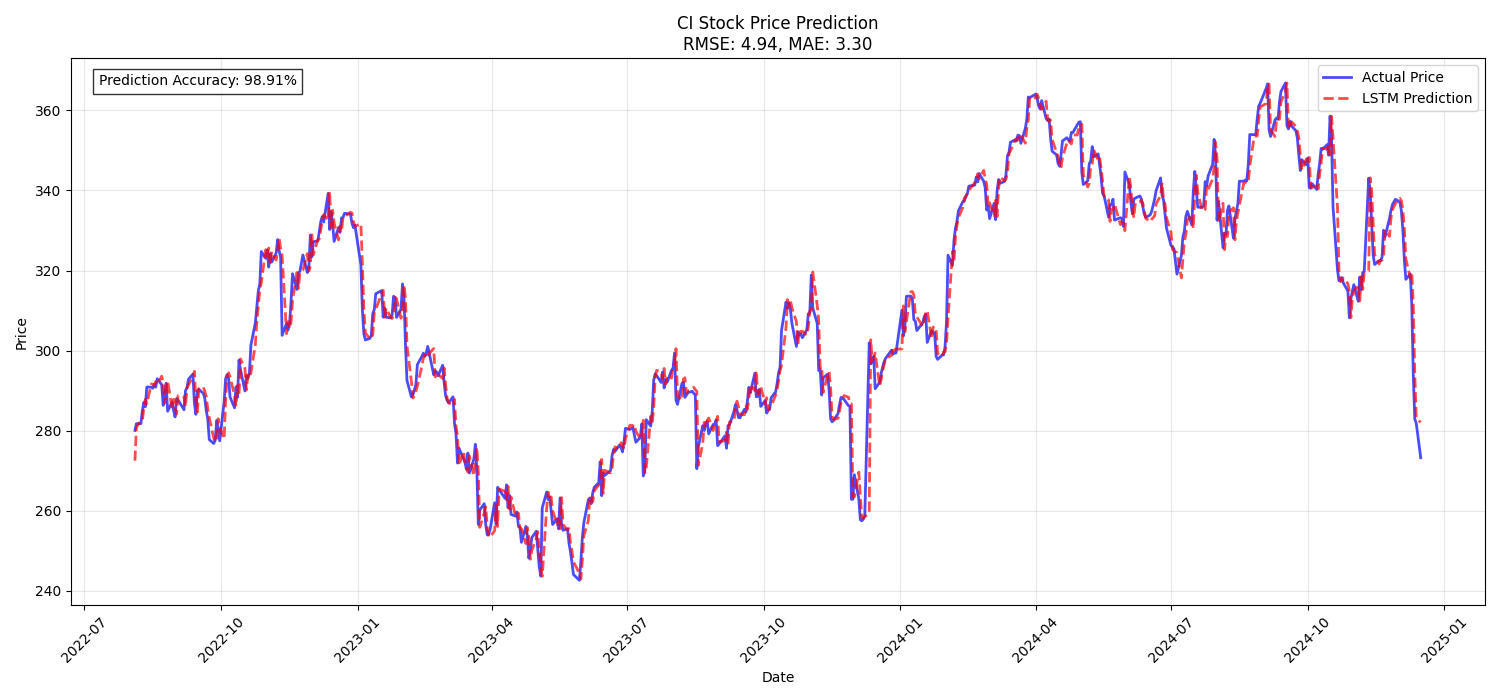 CI Stock Price Prediction
RMSE: 4.94, MAE: 3.30
Prediction Accuracy: 98.91%
Actual Price
LSTM Prediction
Price
360
340
320
300
280
260
240
2022-07
2022-10
2023-01
2023-04
2023-07
2023-10
2024-01
2024-04
2024-07
2024-10
2025-01
Date